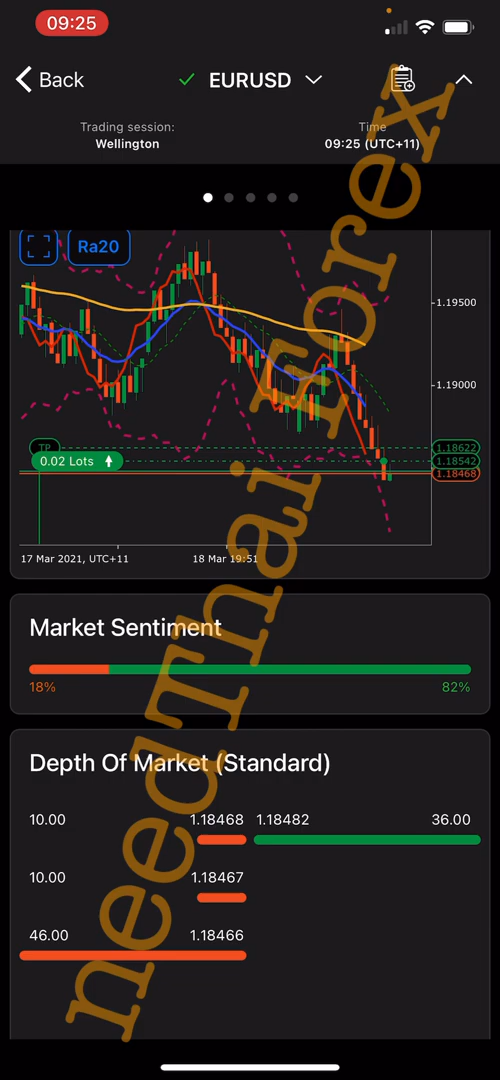 09:25
Back
EURUSD
Trading session:
Wellington
Time
09:25 (UTC+11)
Ra20
1.19500
1.19000
TP
1.18622
0.02 Lots
1.18542
1.18468
17 Mar 2021, UTC+11
18 Mar 19:51
Market Sentiment
18%
82%
Depth Of Market (Standard)
10.00
1.18468
1.18482
36.00
10.00
1.18467
46.00
1.18466
needThai Forex